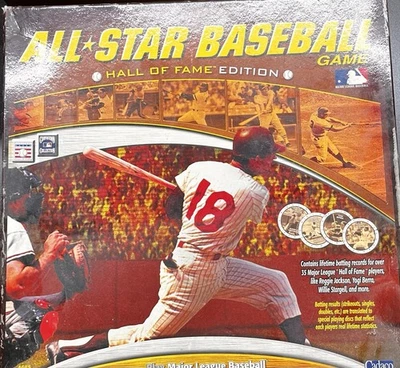 ALL★STAR BASEBALL
GAME
HALL OF FAME EDITION
18
Contains lifetime batting records for over
35 Major League Hall of Fame players,
like Reggie Jackson, Yogi Berra,
Willie Stargell, and more.
Batting results (strikeouts, singles,
doubles, etc.) are translated to
special playing discs that reflect
each players real lifetime statistics.
Play Major League Baseball
Cadaco